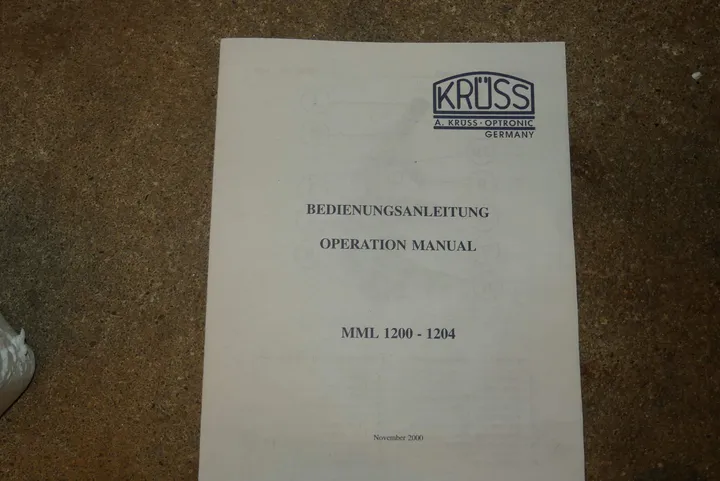 KRÜSS
A. KRÜSS - OPTRONIC
GERMANY
BEDIENUNGSANLEITUNG
OPERATION MANUAL
MML 1200 - 1204
November 2000